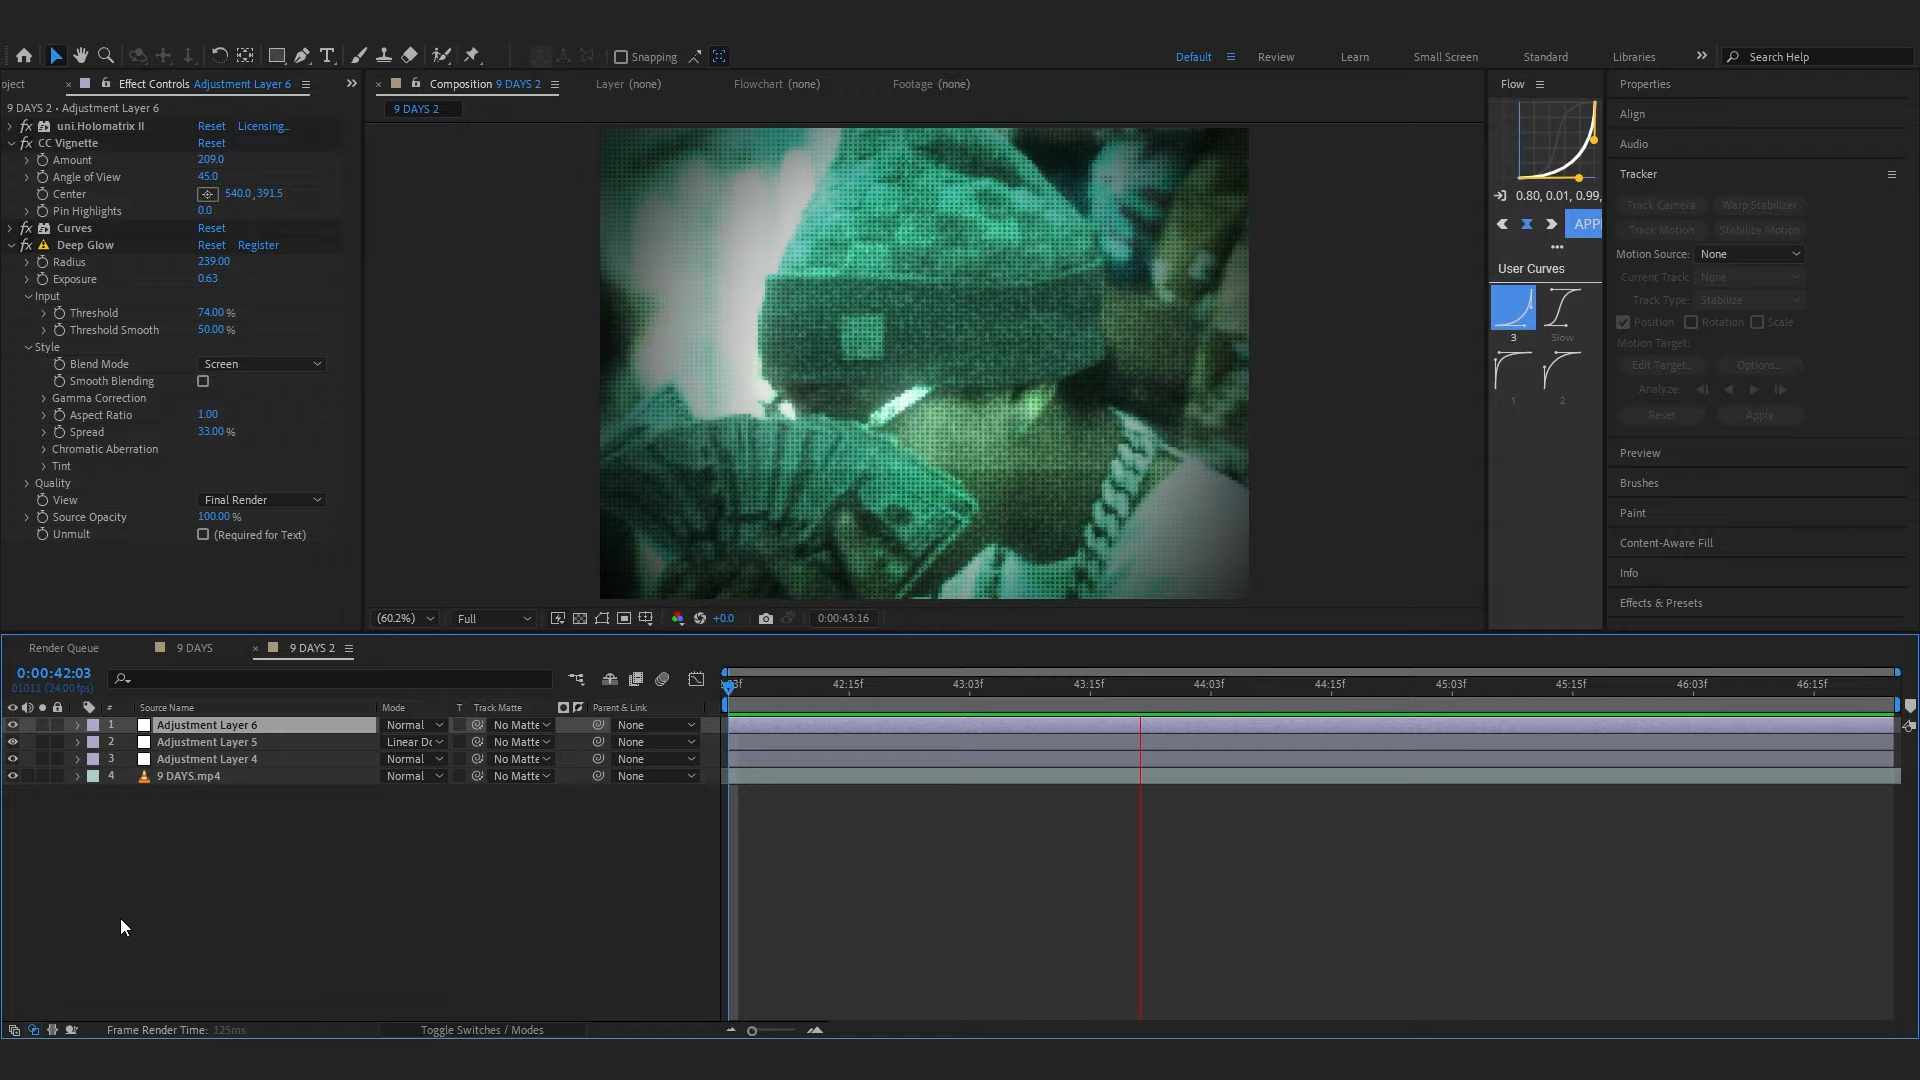 Snapping
Default
Review
Learn
Small Screen
Standard
Libraries
Search Help
oject
Effect Controls Adjustment Layer 6
Composition 9 DAYS 2
Layer (none)
Flowchart (none)
Footage (none)
Flow
Properties
9 DAYS 2 • Adjustment Layer 6
9 DAYS 2
Align
uni.Holomatrix II Reset Licensing...
CC Vignette Reset
Audio
Amount 209.0
Angle of View 45.0
Tracker
Center 540.0,391.5
0.80, 0.01, 0.99,
Pin Highlights 0.0
Track Camera Warp Stabilizer
Curves Reset
APPI
Track Motion Stabilize Motion
Deep Glow Reset Register
Motion Source: None
Radius 239.00
User Curves
Exposure 0.63
Current Track: None
Input
Track Type: Stabilize
Threshold 74.00 %
Position Rotation Scale
Threshold Smooth 50.00 %
3 Slow
Style
Motion Target:
Blend Mode Screen
Edit Target... Options...
Smooth Blending
Analyze:
Gamma Correction
1 2
Aspect Ratio 1.00
Reset Apply
Spread 33.00 %
Chromatic Aberration
Preview
Tint
Quality
Brushes
View Final Render
Source Opacity 100.00 %
Paint
Unmult (Required for Text)
Content-Aware Fill
Info
Effects & Presets
(60.2%) Full +0.0 0:00:43:16
Render Queue 9 DAYS 9 DAYS 2
0:00:42:03
01011 (24.00 fps)
03f 42:15f 43:03f 43:15f 44:03f 44:15f 45:03f 45:15f 46:03f 46:15f
# Source Name Mode T Track Matte Parent & Link
1 Adjustment Layer 6 Normal No Matte None
2 Adjustment Layer 5 Linear Do No Matte None
3 Adjustment Layer 4 Normal No Matte None
4 9 DAYS.mp4 Normal No Matte None
Frame Render Time: 125ms
Toggle Switches / Modes